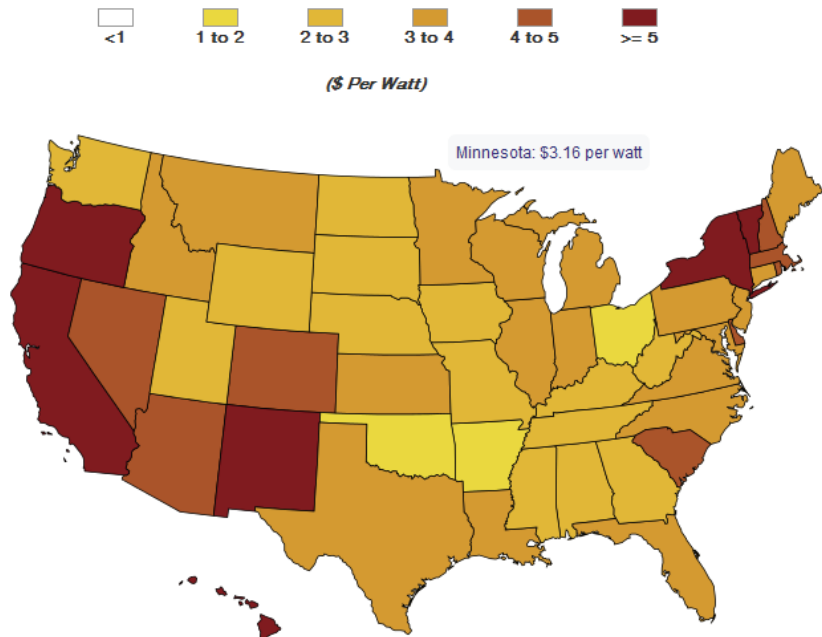 <1 1 to 2 2 to 3 3 to 4 4 to 5 >= 5
($ Per Watt)
Minnesota: $3.16 per watt